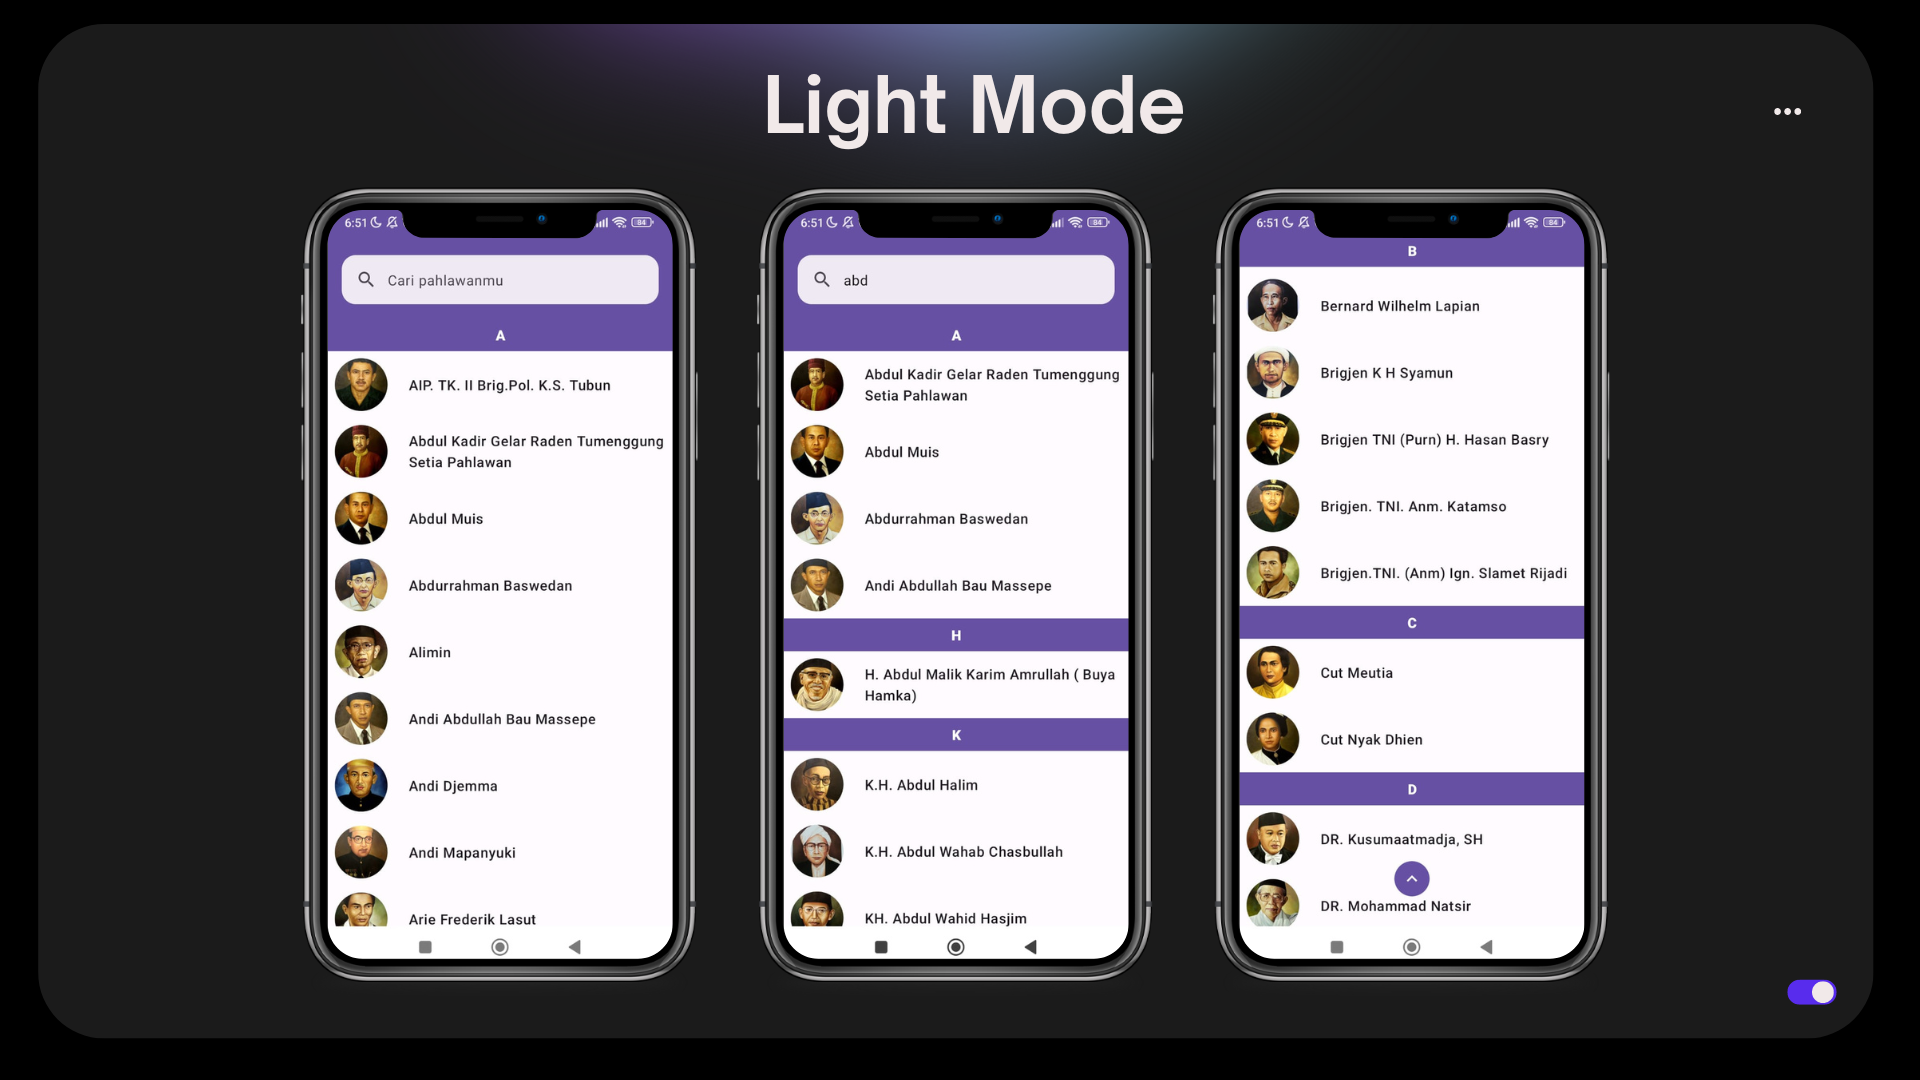 Light Mode
6:51
84
Cari pahlawanmu
A
AIP. TK. II Brig.Pol. K.S. Tubun
Abdul Kadir Gelar Raden Tumenggung
Setia Pahlawan
Abdul Muis
Abdurrahman Baswedan
Alimin
Andi Abdullah Bau Massepe
Andi Djemma
Andi Mapanyuki
Arie Frederik Lasut
6:51
84
abd
A
Abdul Kadir Gelar Raden Tumenggung
Setia Pahlawan
Abdul Muis
Abdurrahman Baswedan
Andi Abdullah Bau Massepe
H
H. Abdul Malik Karim Amrullah ( Buya
Hamka)
K
K.H. Abdul Halim
K.H. Abdul Wahab Chasbullah
KH. Abdul Wahid Hasjim
6:51
84
B
Bernard Wilhelm Lapian
Brigjen K H Syamun
Brigjen TNI (Purn) H. Hasan Basry
Brigjen. TNI. Anm. Katamso
Brigjen.TNI. (Anm) Ign. Slamet Rijadi
C
Cut Meutia
Cut Nyak Dhien
D
DR. Kusumaatmadja, SH
DR. Mohammad Natsir